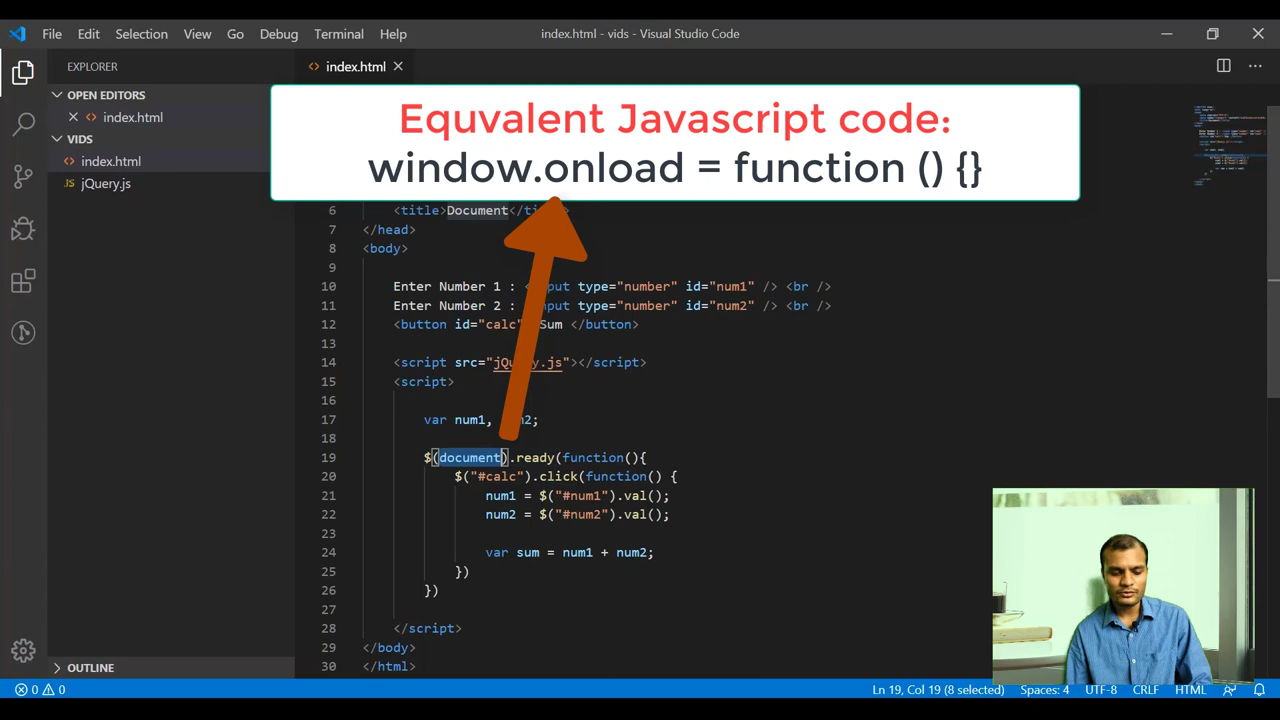 File Edit Selection View Go Debug Terminal Help index.html - vids - Visual Studio Code
EXPLORER
OPEN EDITORS
index.html
VIDS
index.html
JS jQuery.js
OUTLINE
index.html
Equvalent Javascript code:
window.onload = function () {}
6 <title>Document</
7 </head>
8 <body>
9
10 Enter Number 1 : < put type="number" id="num1" /> <br />
11 Enter Number 2 : put type="number" id="num2" /> <br />
12 <button id="calc" Sum </button>
13
14 <script src="jQuery.js"></script>
15 <script>
16
17 var num1, m2;
18
19 $(document).ready(function(){
20 $("#calc").click(function() {
21 num1 = $("#num1").val();
22 num2 = $("#num2").val();
23
24 var sum = num1 + num2;
25 })
26 })
27
28 </script>
29 </body>
30 </html>
0 0 Ln 19, Col 19 (8 selected) Spaces: 4 UTF-8 CRLF HTML